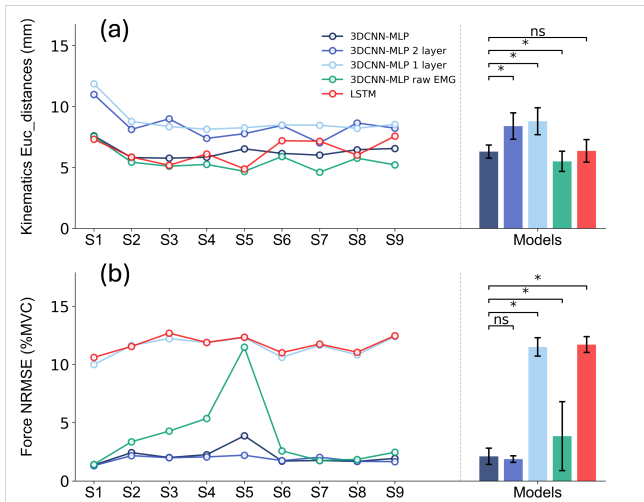 (a)
Kinematics Euc_distances (mm)
15
10
5
0
3DCNN-MLP
3DCNN-MLP 2 layer
3DCNN-MLP 1 layer
3DCNN-MLP raw EMG
LSTM
S1 S2 S3 S4 S5 S6 S7 S8 S9
ns
*
*
*
Models
(b)
Force NRMSE (%MVC)
15
10
5
0
S1 S2 S3 S4 S5 S6 S7 S8 S9
*
*
*
ns
Models